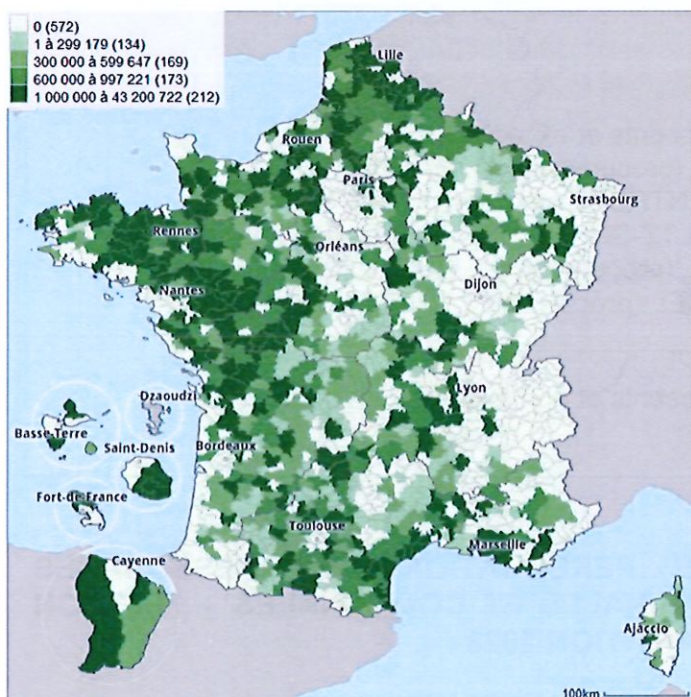 0 (572)
1 à 299 179 (134)
300 000 à 599 647 (169)
600 000 à 997 221 (173)
1 000 000 à 43 200 722 (212)
Lille
Rouen
Paris
Strasbourg
Rennes
Orléans
Nantes
Dijon
Dzaoudzi
Lyon
Basse-Terre
Saint-Denis
Bordeaux
Fort-de-France
Toulouse
Marseille
Cayenne
Ajaccio
100km